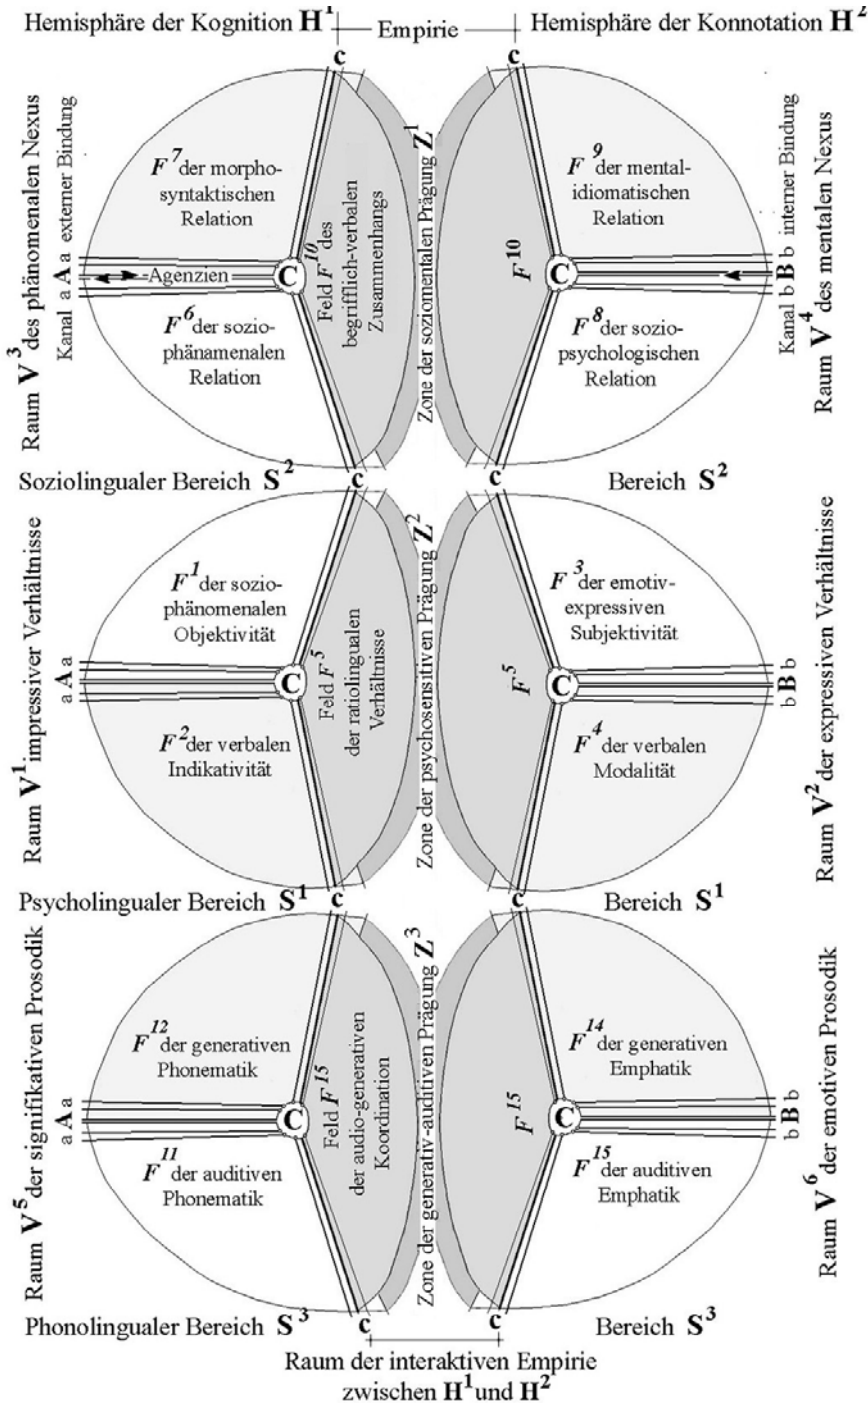 Hemisphäre der Kognition H¹
Empirie
Hemisphäre der Konnotation H²
c
c
Raum V³ des phänomenalen Nexus
Kanal externer Bindung
a A a
F⁷ der morpho-
syntaktischen
Relation
Agenzien
C
F⁶ der sozio-
phänamenalen
Relation
Feld F¹⁰ des
begrifflich-verbalen
Zusammenhangs
Zone der soziomentalen Prägung Z¹
F¹⁰
F⁹ der mental-
idiomatischen
Relation
C
F⁸ der sozio-
psychologischen
Relation
b B b
Kanal interner Bindung
Raum V⁴ des mentalen Nexus
Soziolingualer Bereich S²
c
c
Bereich S²
Raum V¹ impressiver Verhältnisse
a A a
F¹ der sozio-
phänomenalen
Objektivität
C
F² der verbalen
Indikativität
Feld F⁵
der ratiolingualen
Verhältnisse
Zone der psychosensitiven Prägung Z²
F⁵
F³ der emotiv-
expressiven
Subjektivität
C
F⁴ der verbalen
Modalität
b B b
Raum V² der expressiven Verhältnisse
Psycholingualer Bereich S¹
c
c
Bereich S¹
Raum V⁵ der signifikativen Prosodik
a A a
F¹² der generativen
Phonematik
C
F¹¹ der auditiven
Phonematik
Feld F¹⁵
der audio-generativen
Koordination
Zone der generativ-auditiven Prägung Z³
F¹⁵
F¹⁴ der generativen
Emphatik
C
F¹⁵ der auditiven
Emphatik
b B b
Raum V⁶ der emotiven Prosodik
Phonolingualer Bereich S³
c
c
Bereich S³
Raum der interaktiven Empirie
zwischen H¹ und H²